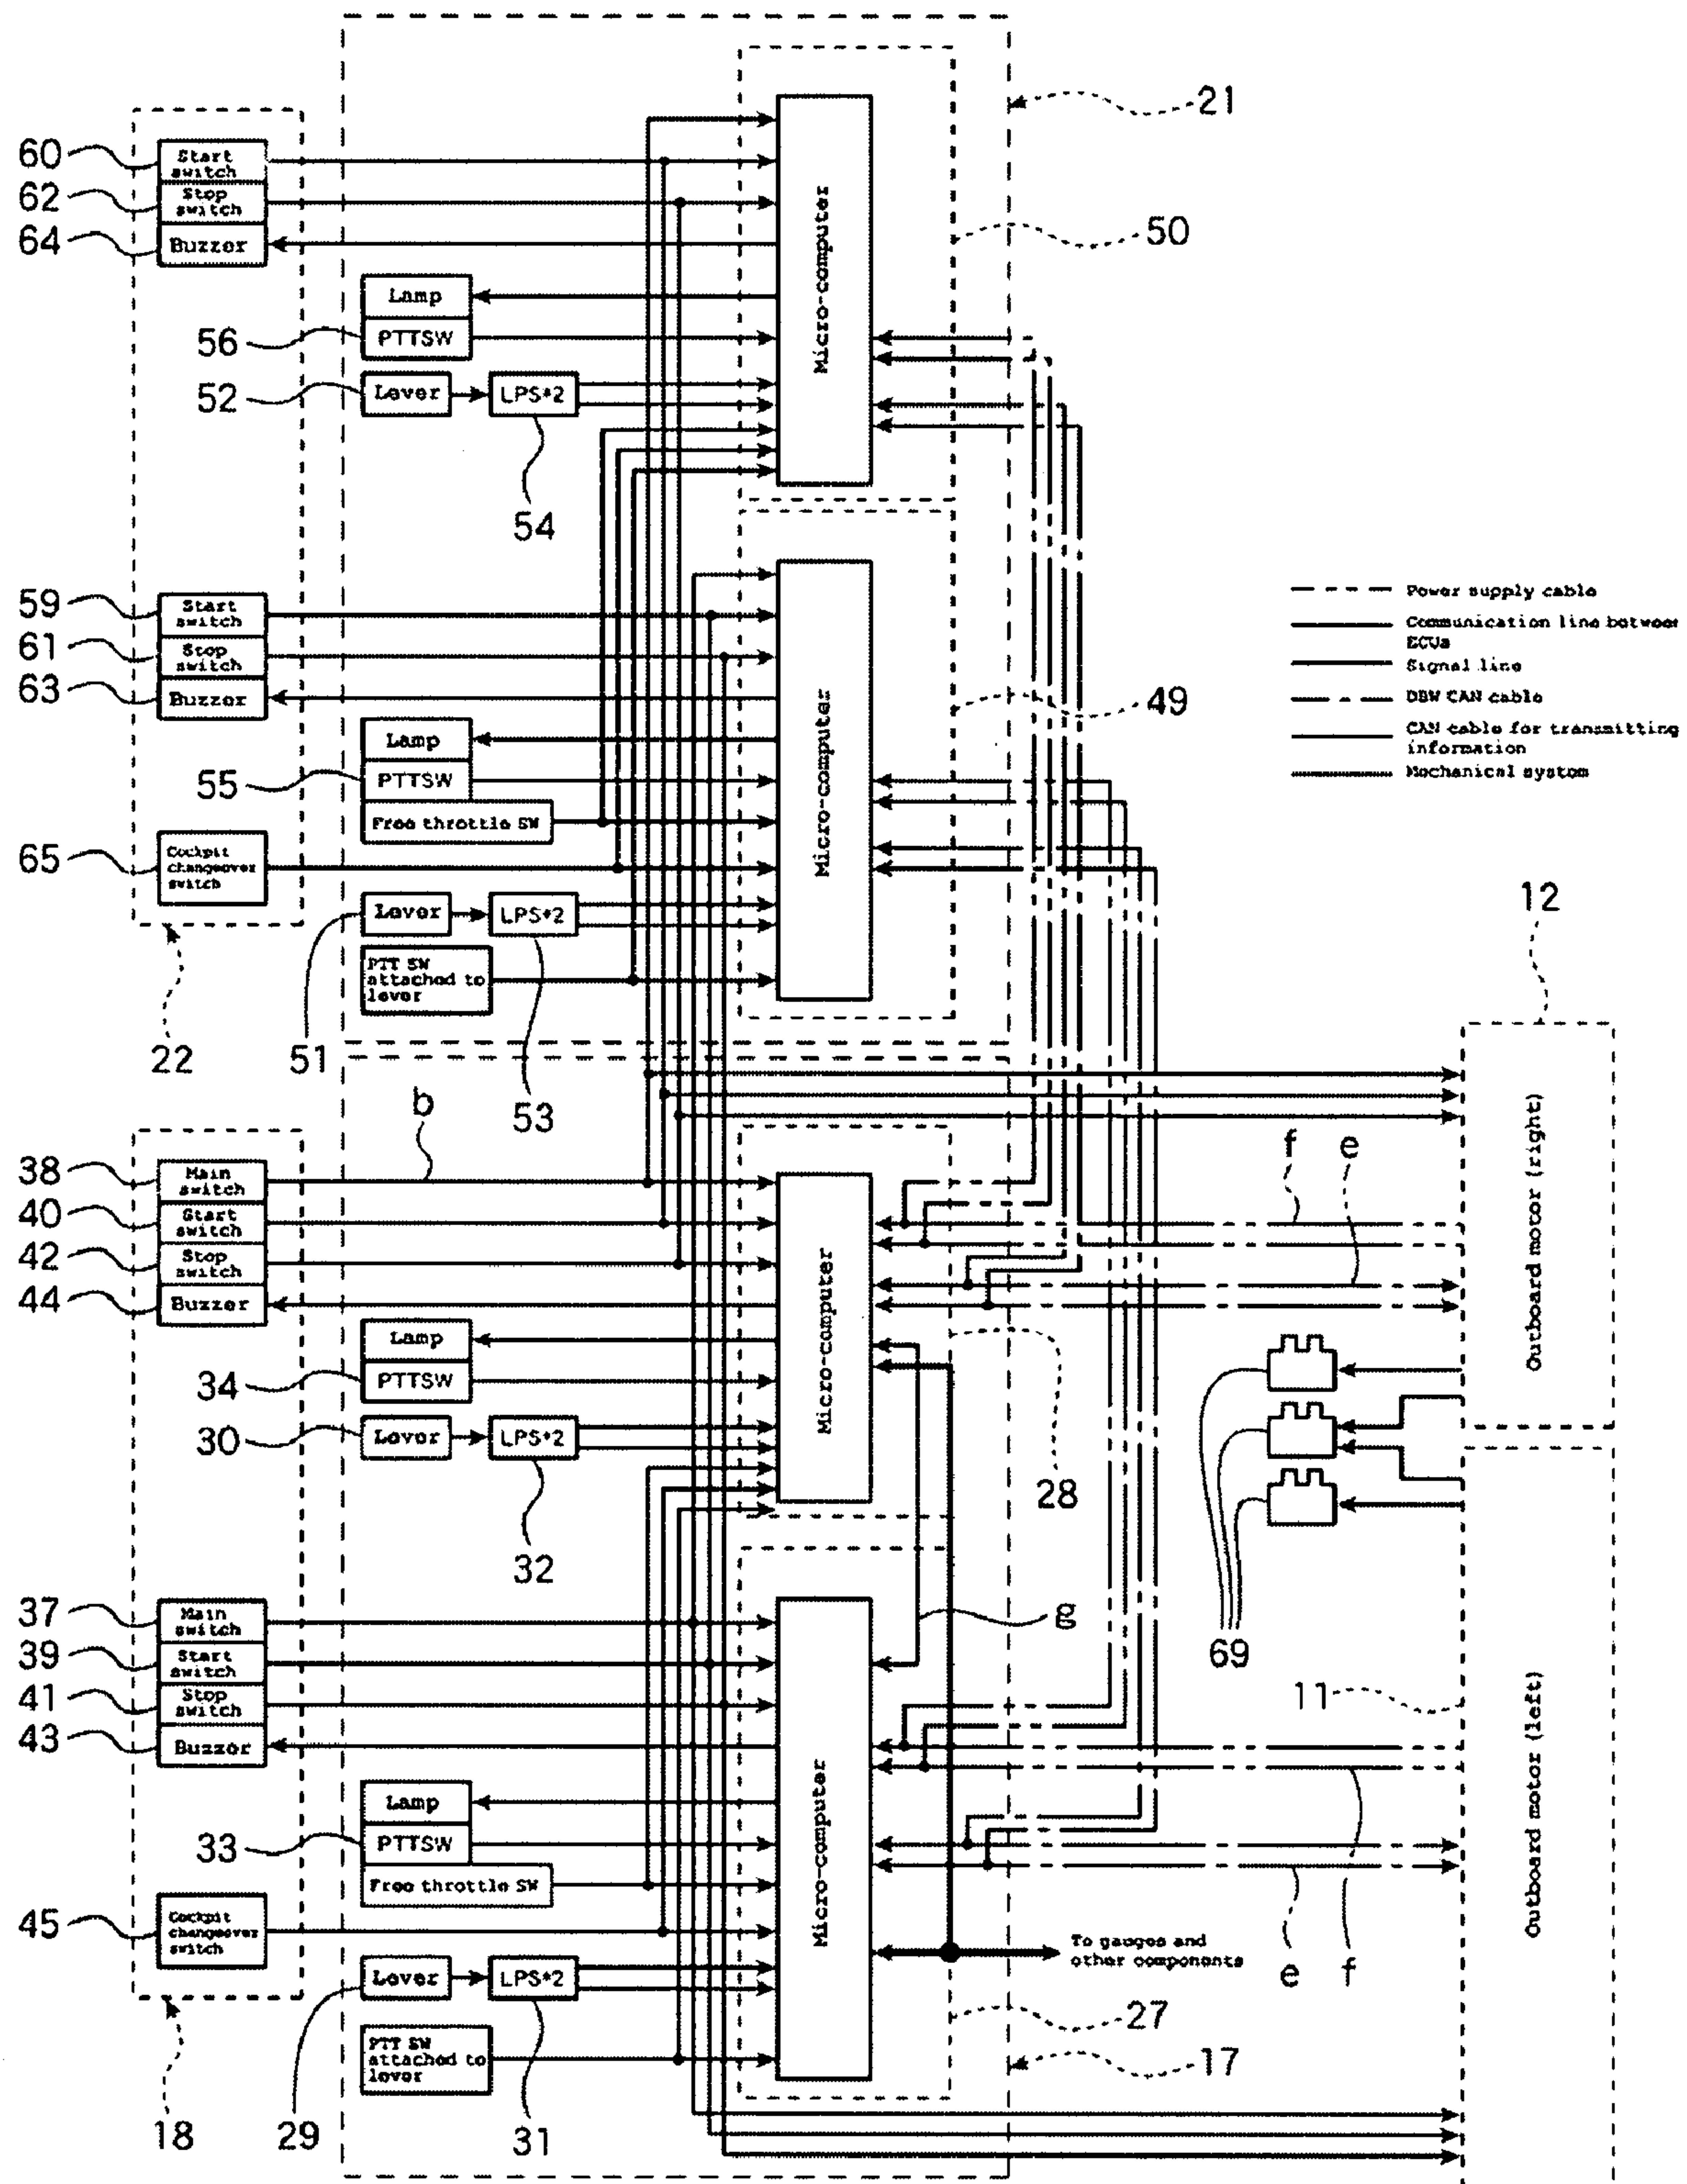 21
60
Start
switch
62
Stop
switch
64
Buzzer
50
Micro-computer
Lamp
56
PTTSW
52
Lever
LPS*2
54
59
Start
switch
61
Stop
switch
63
Buzzer
49
Micro-computer
Lamp
55
PTTSW
Free throttle SW
65
Cockpit
changeover
switch
Lever
LPS*2
PTT SW
attached to
lever
22
51
53
Power supply cable
Communication line between
ECUs
Signal line
DBW CAN cable
CAN cable for transmitting
information
Mechanical system
12
Outboard motor (right)
b
f
e
38
Main
switch
40
Start
switch
42
Stop
switch
44
Buzzer
Micro-computer
Lamp
34
PTTSW
30
Lever
LPS*2
28
32
69
37
Main
switch
39
Start
switch
41
Stop
switch
43
Buzzer
g
11
Outboard motor (left)
Micro-computer
Lamp
33
PTTSW
Free throttle SW
45
Cockpit
changeover
switch
To gauges and
other components
e
f
Lever
LPS*2
27
PTT SW
attached to
lever
17
18
29
31